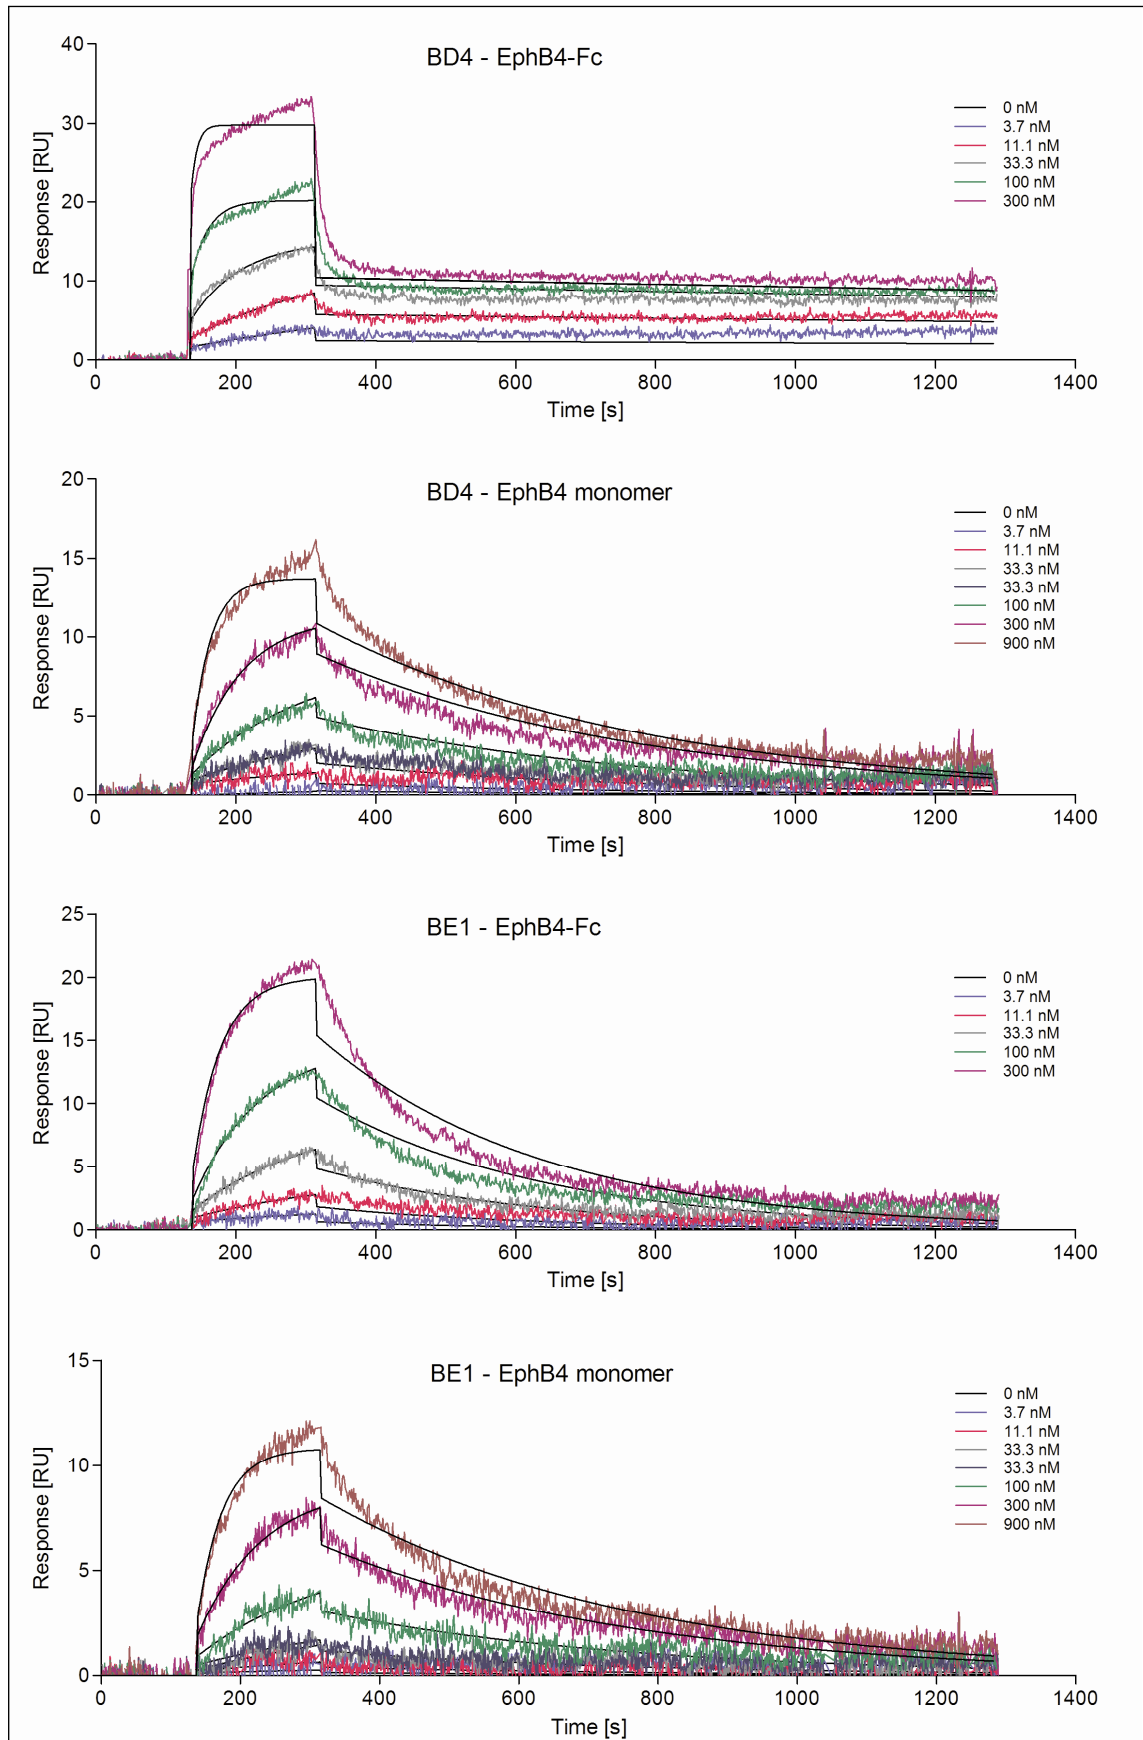 BD4 - EphB4-Fc
Response [RU]
40
30
20
10
0
0 200 400 600 800 1000 1200 1400
Time [s]
0 nM
3.7 nM
11.1 nM
33.3 nM
100 nM
300 nM
BD4 - EphB4 monomer
Response [RU]
20
15
10
5
0
0 200 400 600 800 1000 1200 1400
Time [s]
0 nM
3.7 nM
11.1 nM
33.3 nM
33.3 nM
100 nM
300 nM
900 nM
BE1 - EphB4-Fc
Response [RU]
25
20
15
10
5
0
0 200 400 600 800 1000 1200 1400
Time [s]
0 nM
3.7 nM
11.1 nM
33.3 nM
100 nM
300 nM
BE1 - EphB4 monomer
Response [RU]
15
10
5
0
0 200 400 600 800 1000 1200 1400
Time [s]
0 nM
3.7 nM
11.1 nM
33.3 nM
33.3 nM
100 nM
300 nM
900 nM